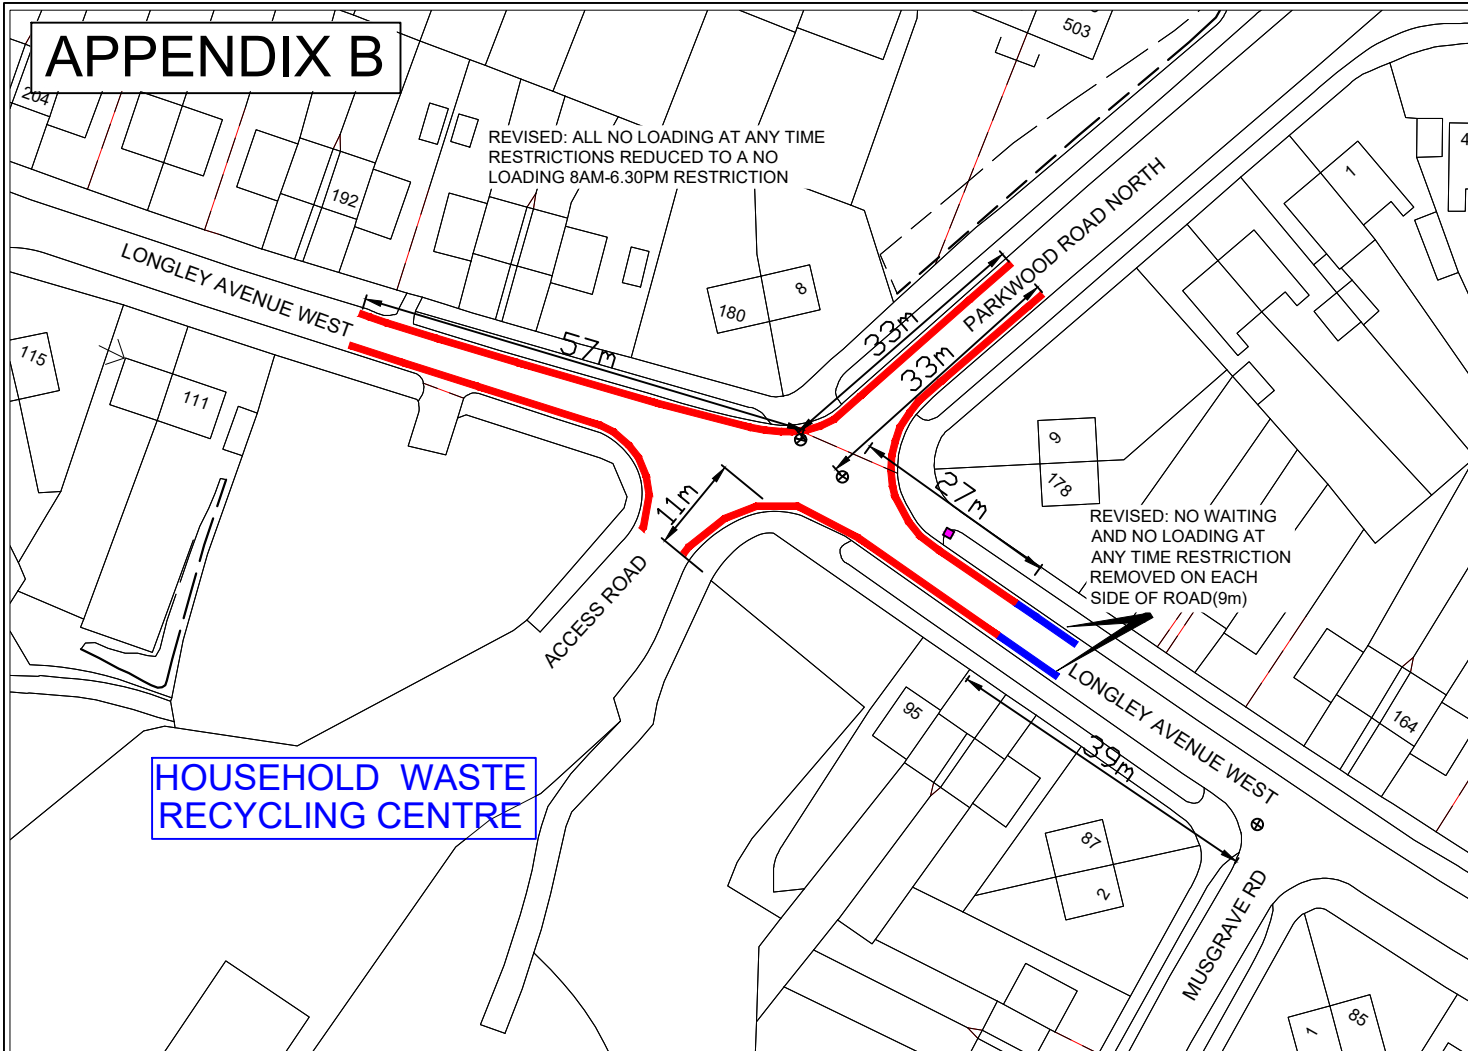 APPENDIX B
503
204
REVISED: ALL NO LOADING AT ANY TIME
RESTRICTIONS REDUCED TO A NO
LOADING 8AM-6.30PM RESTRICTION
192
LONGLEY AVENUE WEST
57m
180
8
33m
33m
PARKWOOD ROAD NORTH
1
4
115
111
9
178
27m
11m
REVISED: NO WAITING
AND NO LOADING AT
ANY TIME RESTRICTION
REMOVED ON EACH
SIDE OF ROAD(9m)
ACCESS ROAD
LONGLEY AVENUE WEST
164
95
39m
HOUSEHOLD WASTE
RECYCLING CENTRE
87
2
MUSGRAVE RD
1
85